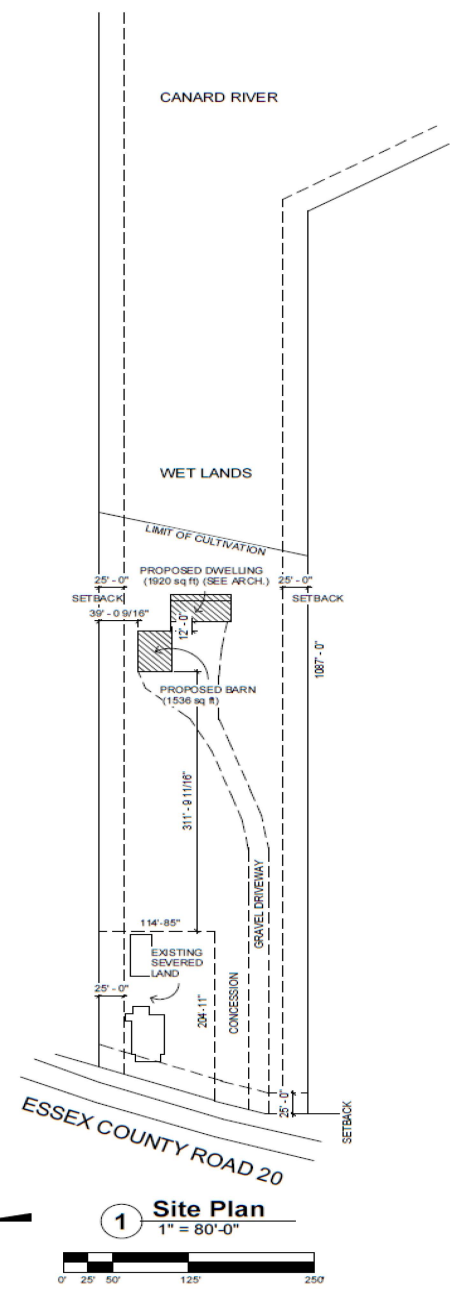 CANARD RIVER
WET LANDS
LIMIT OF CULTIVATION
PROPOSED DWELLING
(1920 sq ft) (SEE ARCH.)
25' - 0"
SETBACK
25' - 0"
SETBACK
39' - 0 9/16"
12' - 0"
1087' - 0"
PROPOSED BARN
(1536 sq ft)
311' - 9 11/16"
GRAVEL DRIVEWAY
114'-85"
EXISTING
SEVERED
LAND
25' - 0"
204'-11"
CONCESSION
25' - 0"
SETBACK
ESSEX COUNTY ROAD 20
1 Site Plan
1" = 80'-0"
0' 25' 50' 125' 250'